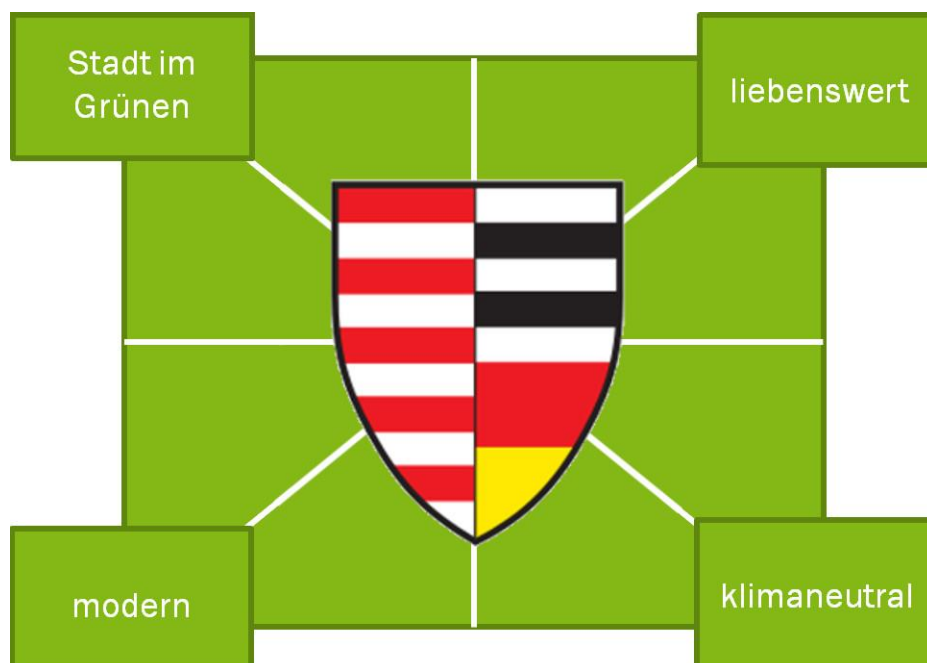 Stadt im
Grünen
liebenswert
modern
klimaneutral